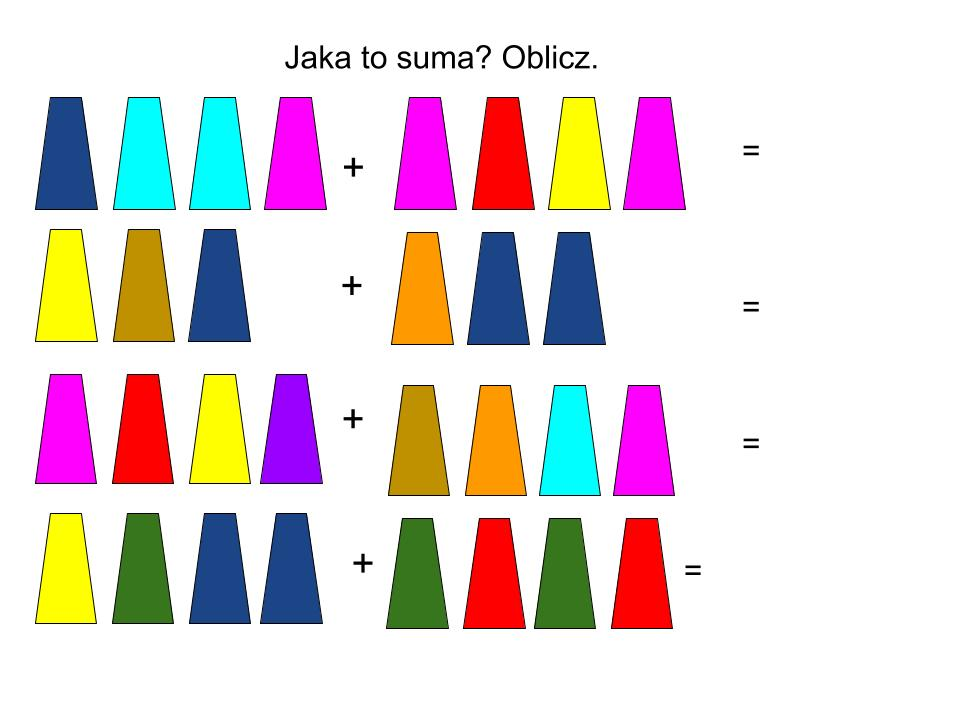 Jaka to suma? Oblicz.
+ =
+ =
+ =
+ =